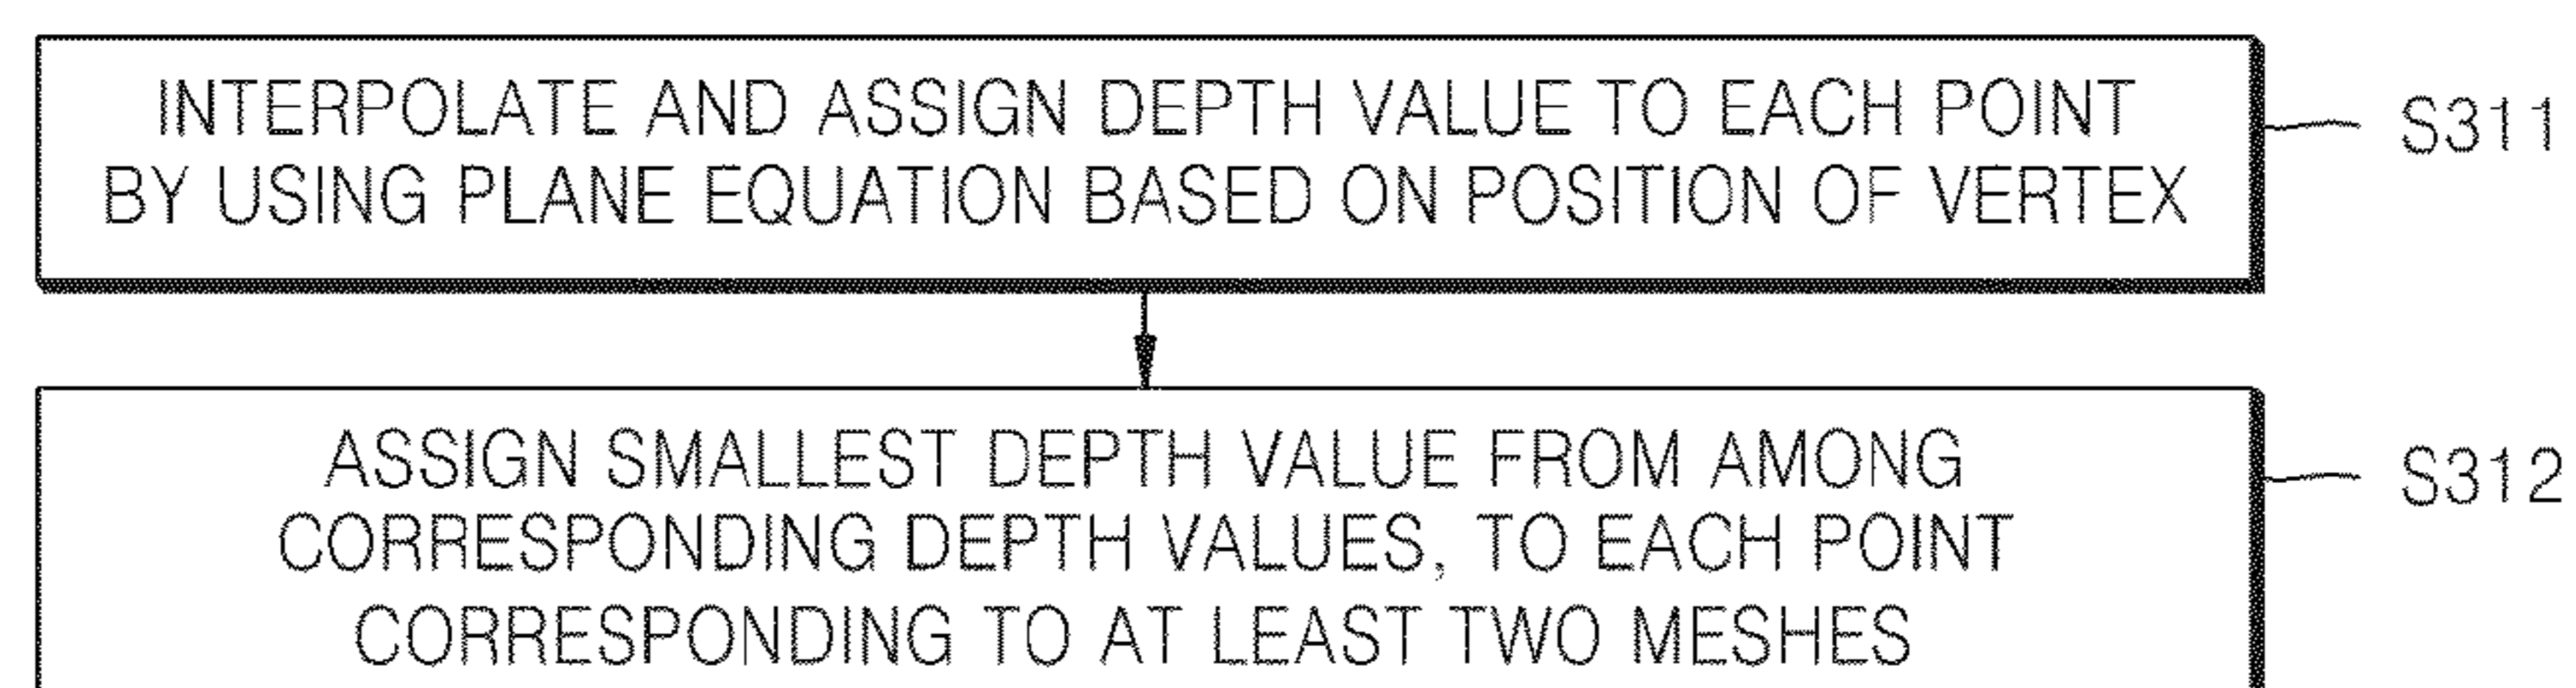 INTERPOLATE AND ASSIGN DEPTH VALUE TO EACH POINT
BY USING PLANE EQUATION BASED ON POSITION OF VERTEX
S311
ASSIGN SMALLEST DEPTH VALUE FROM AMONG
CORRESPONDING DEPTH VALUES, TO EACH POINT
CORRESPONDING TO AT LEAST TWO MESHES
S312